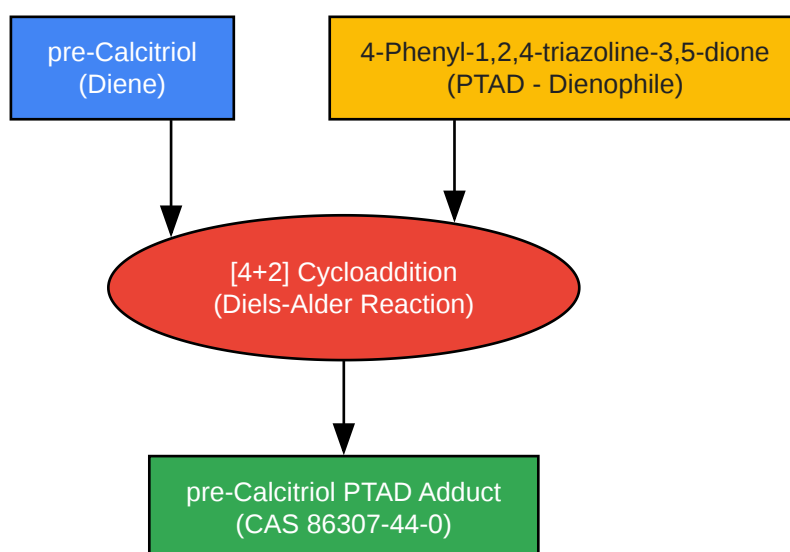 pre-Calcitriol
(Diene)
4-Phenyl-1,2,4-triazoline-3,5-dione
(PTAD - Dienophile)
[4+2] Cycloaddition
(Diels-Alder Reaction)
pre-Calcitriol PTAD Adduct
(CAS 86307-44-0)